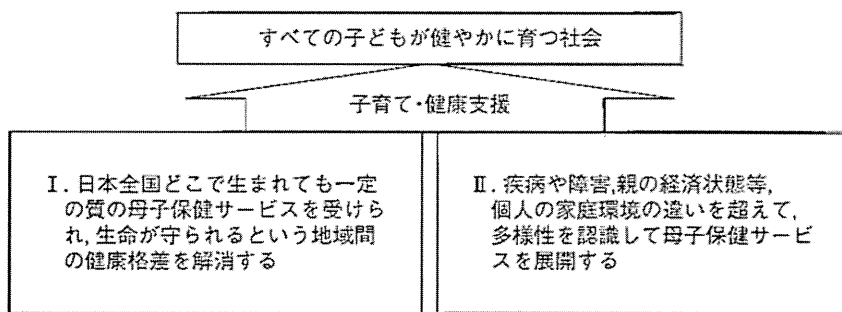 すべての子どもが健やかに育つ社会
子育て・健康支援
Ⅰ. 日本全国どこで生まれても一定
の質の母子保健サービスを受けら
れ, 生命が守られるという地域間
の健康格差を解消する
Ⅱ. 疾病や障害, 親の経済状態等,
個人の家庭環境の違いを超えて,
多様性を認識して母子保健サービ
スを展開する